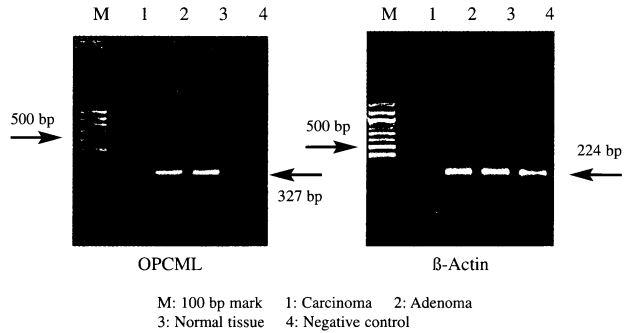 M 1 2 3 4
M 1 2 3 4
500 bp
327 bp
500 bp
224 bp
OPCML
ß-Actin
M: 100 bp mark 1: Carcinoma 2: Adenoma
3: Normal tissue 4: Negative control